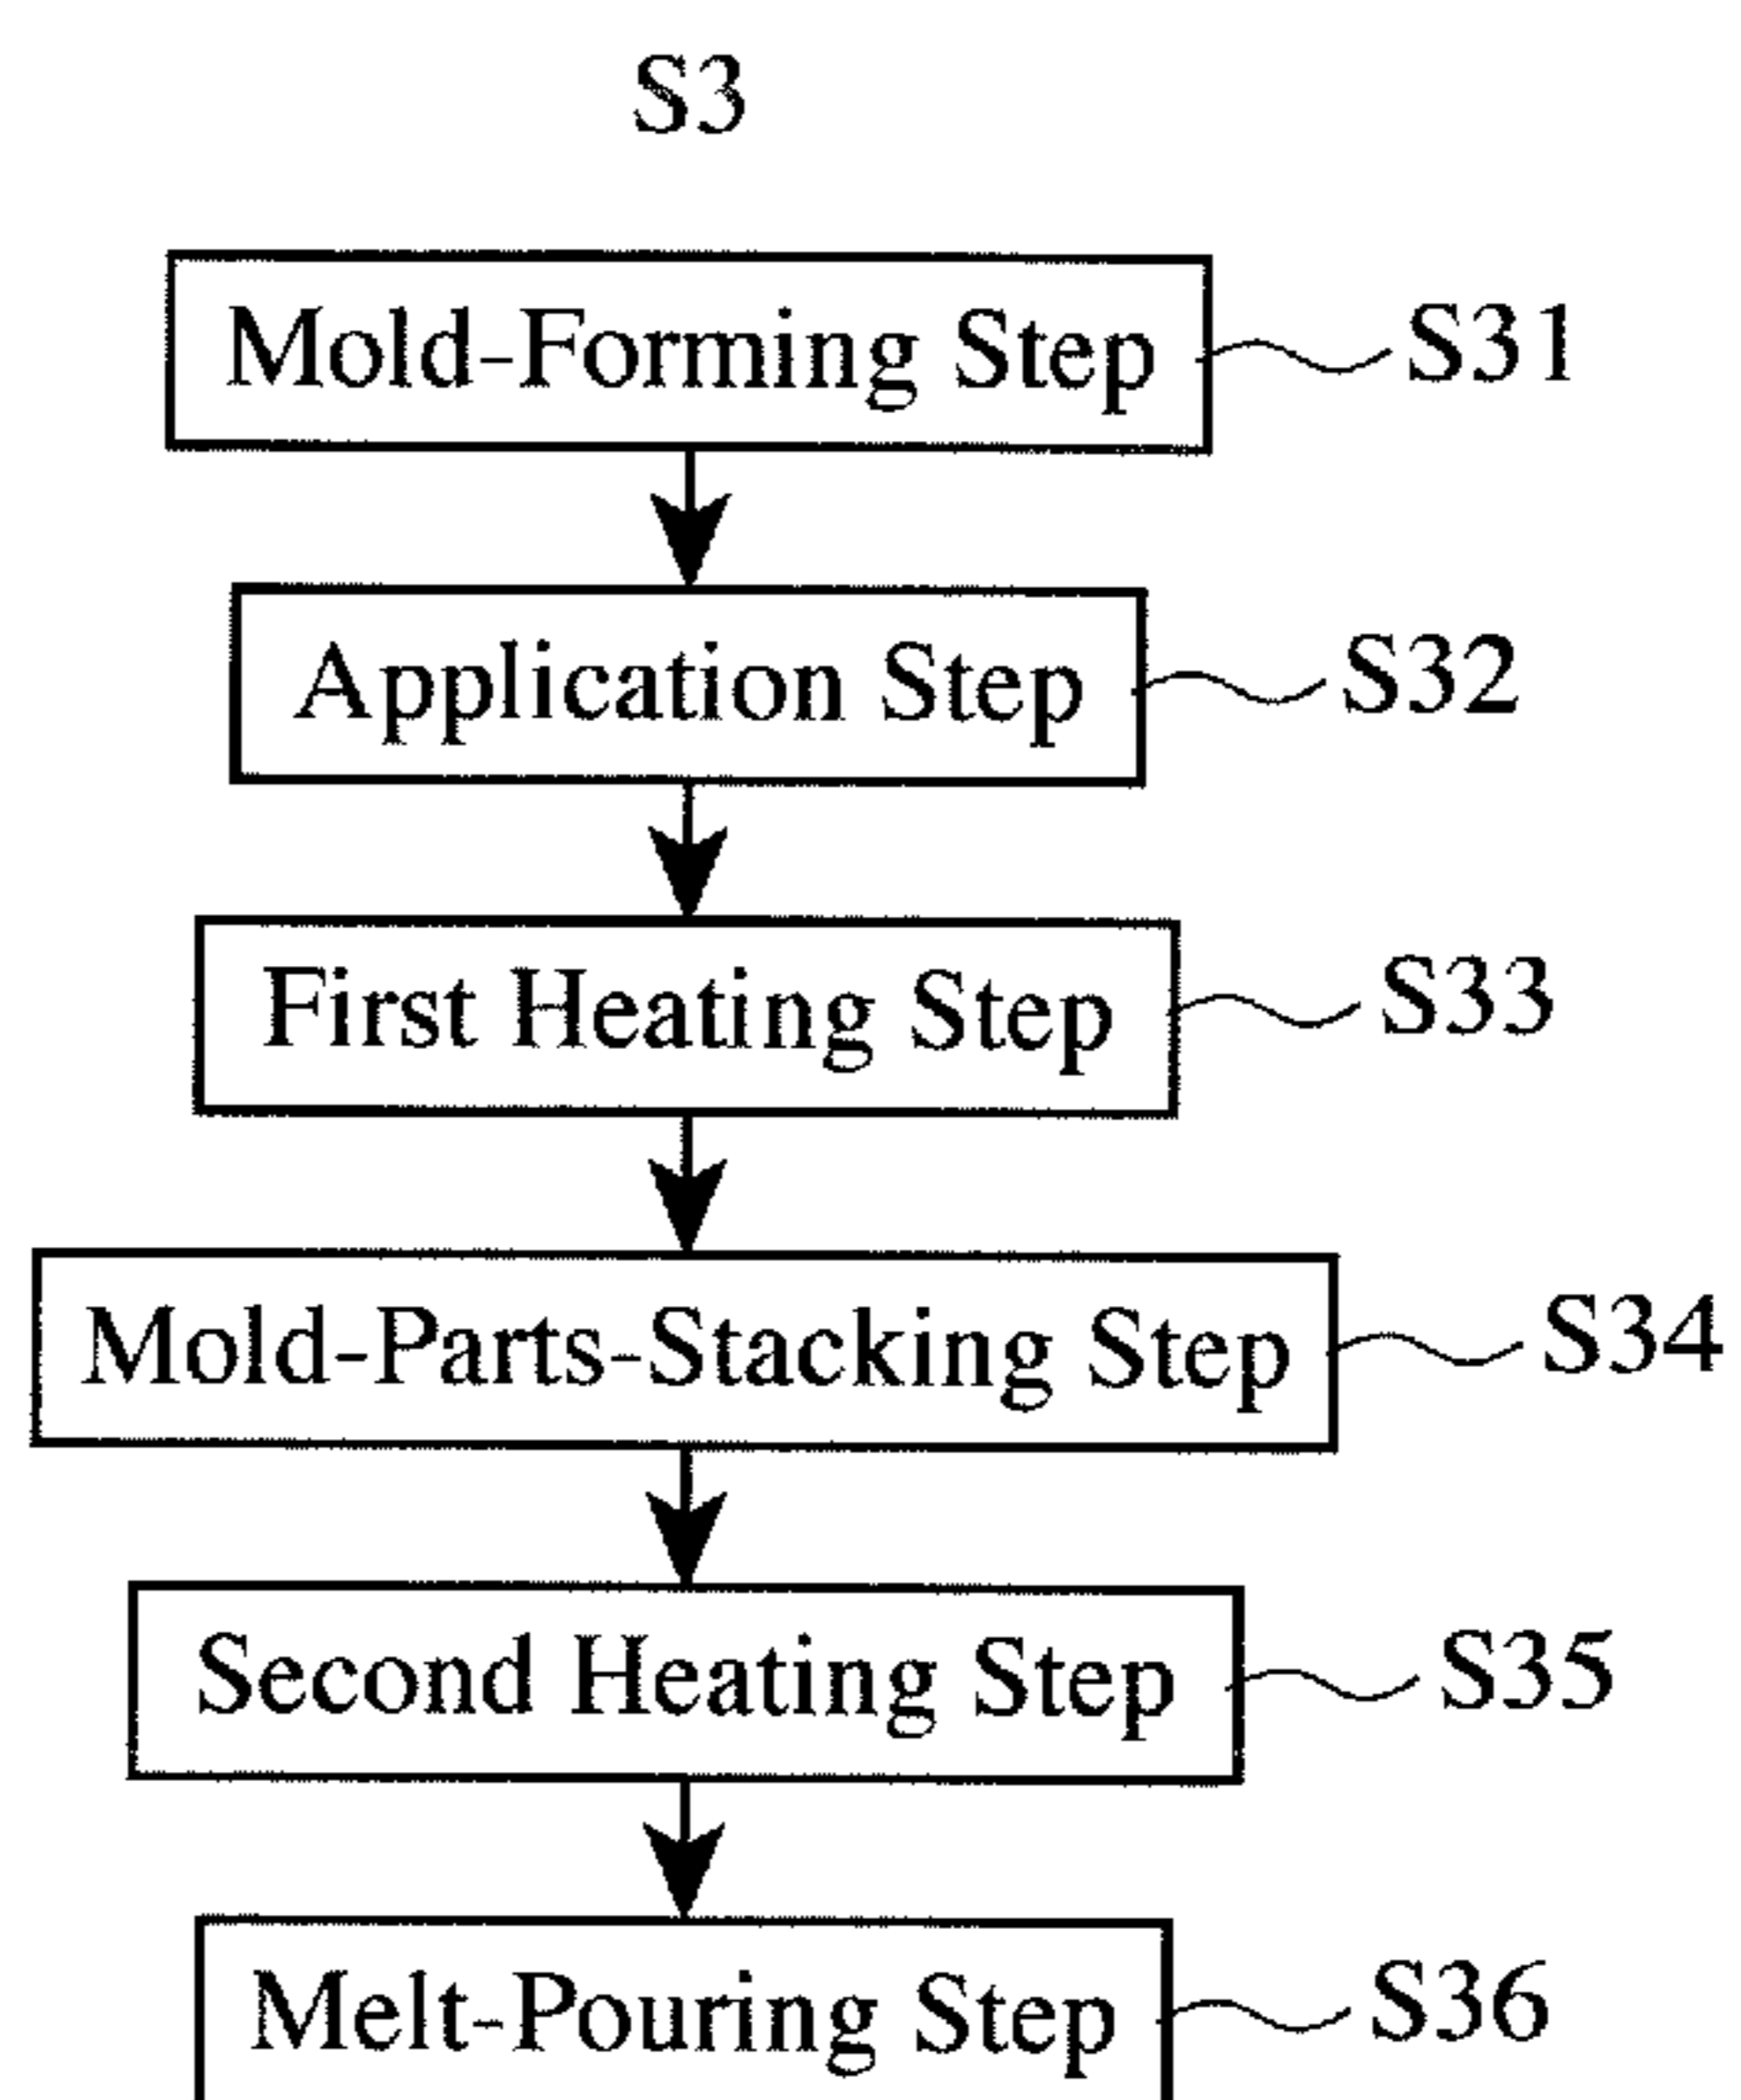 S3
Mold-Forming Step S31
Application Step S32
First Heating Step S33
Mold-Parts-Stacking Step S34
Second Heating Step S35
Melt-Pouring Step S36